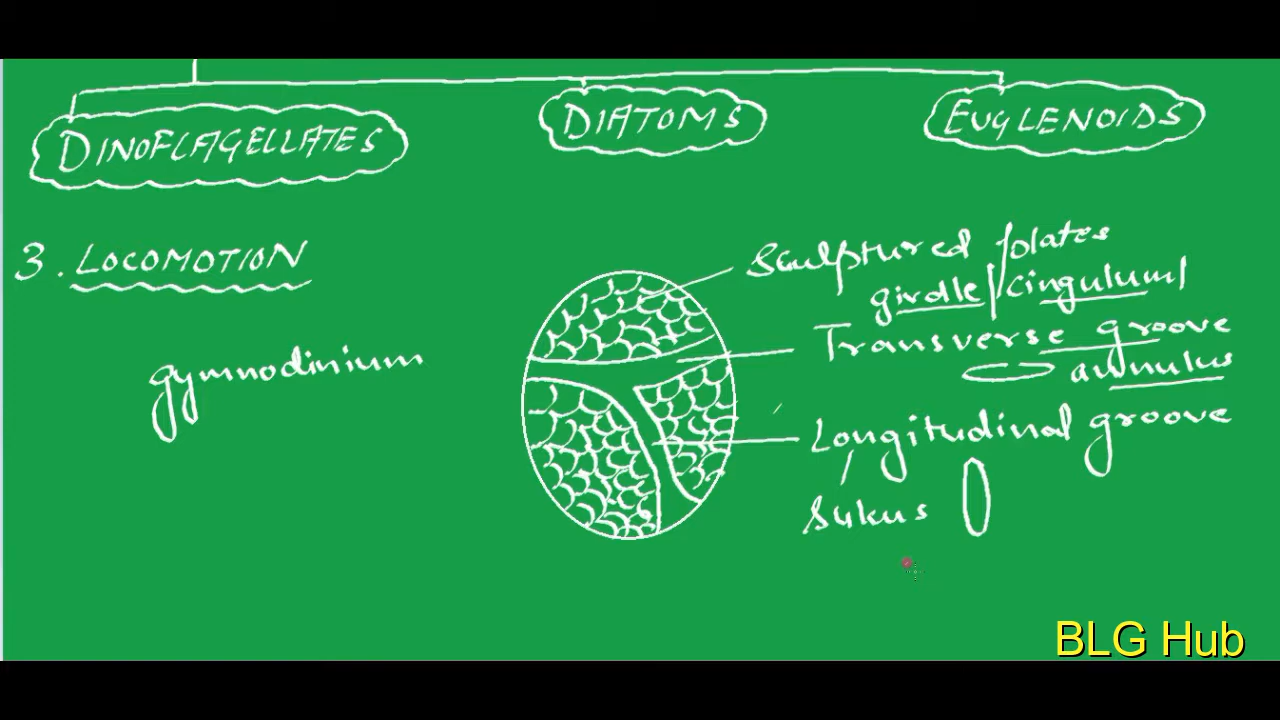 DINOFLAGELLATES
DIATOMS
EUGLENOIDS
3. LOCOMOTION
gymnodinium
Sculptured plates
girdle/cingulum/
Transverse groove
annulus
Longitudinal groove
/
Sulcus
BLG Hub